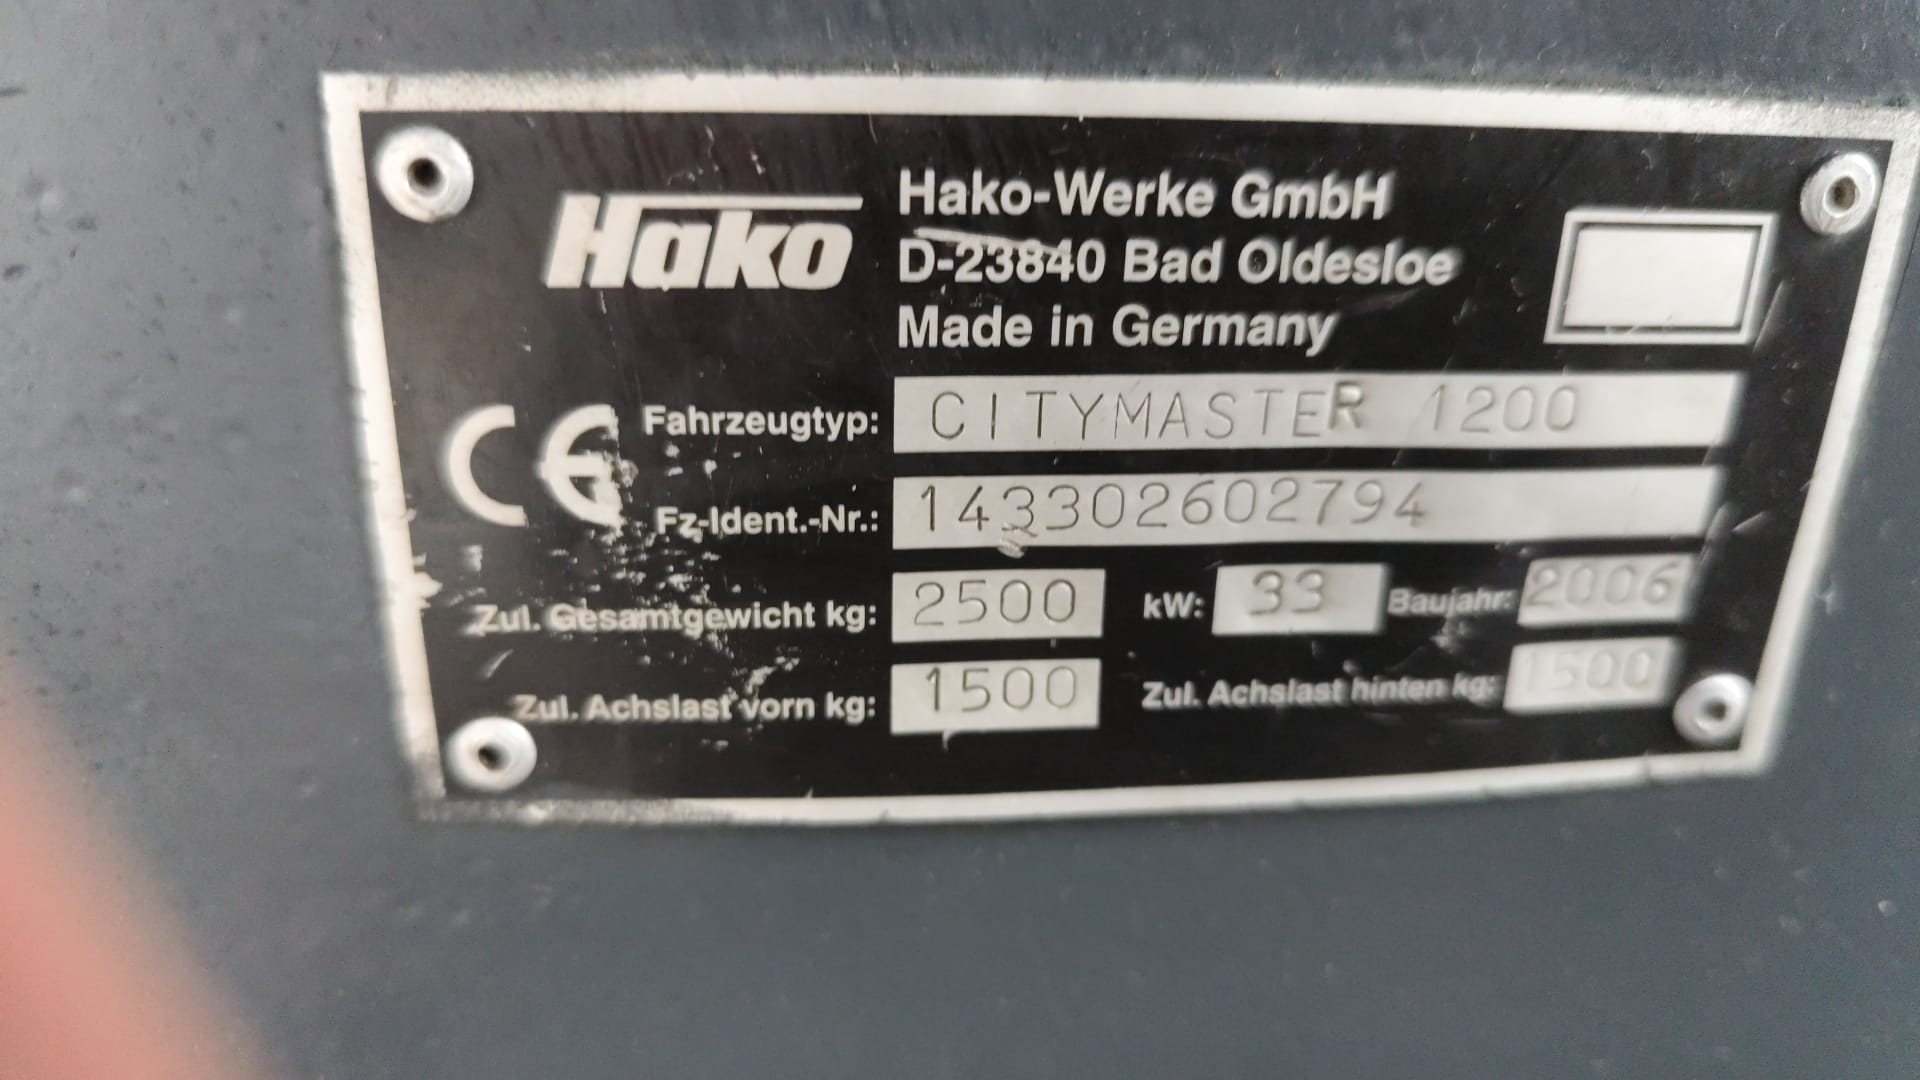 Hako
Hako-Werke GmbH
D-23840 Bad Oldesloe
Made in Germany
CE
Fahrzeugtyp: CITYMASTER 1200
Fz-Ident.-Nr.: 143302602794
Zul. Gesamtgewicht kg: 2500 kW: 33 Baujahr: 2006
Zul. Achslast vorn kg: 1500 Zul. Achslast hinten kg: 1500